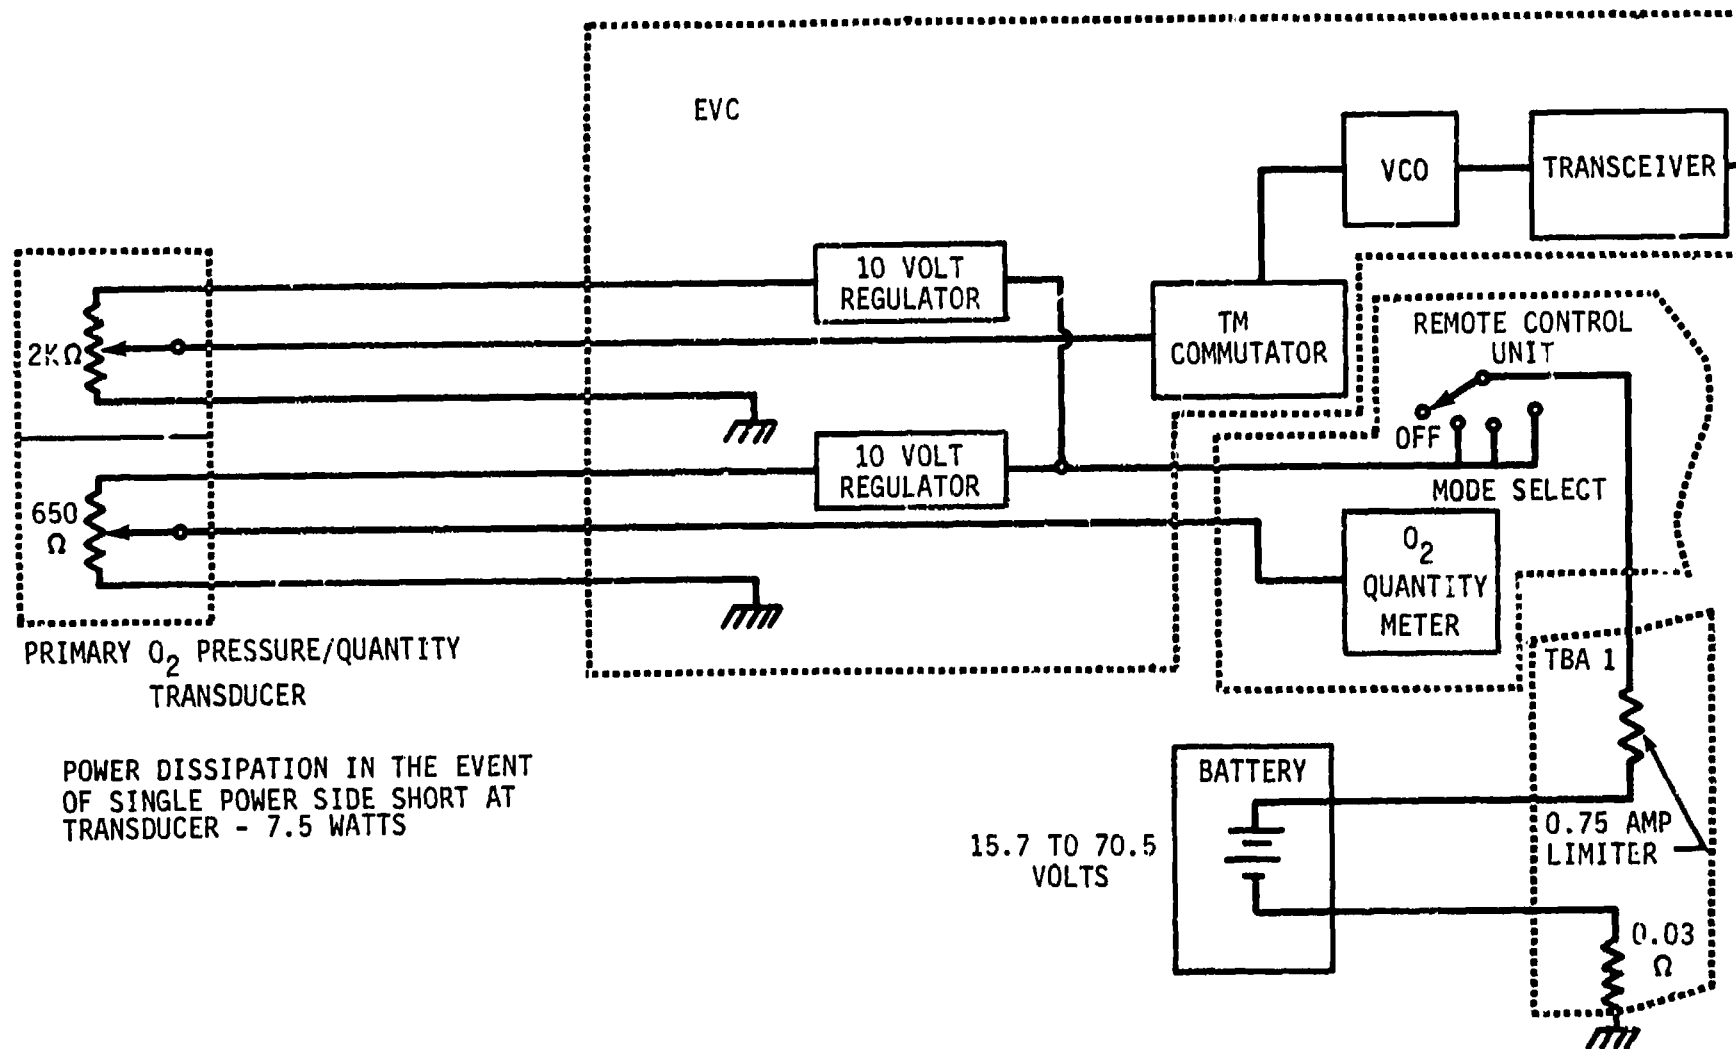 EVC
VCO
TRANSCEIVER
10 VOLT
REGULATOR
TM
COMMUTATOR
REMOTE CONTROL
UNIT
2KΩ
OFF
10 VOLT
REGULATOR
MODE SELECT
650
Ω
O2
QUANTITY
METER
PRIMARY O2 PRESSURE/QUANTITY
TRANSDUCER
TBA 1
POWER DISSIPATION IN THE EVENT
OF SINGLE POWER SIDE SHORT AT
TRANSDUCER - 7.5 WATTS
BATTERY
15.7 TO 70.5
VOLTS
0.75 AMP
LIMITER
0.03
Ω